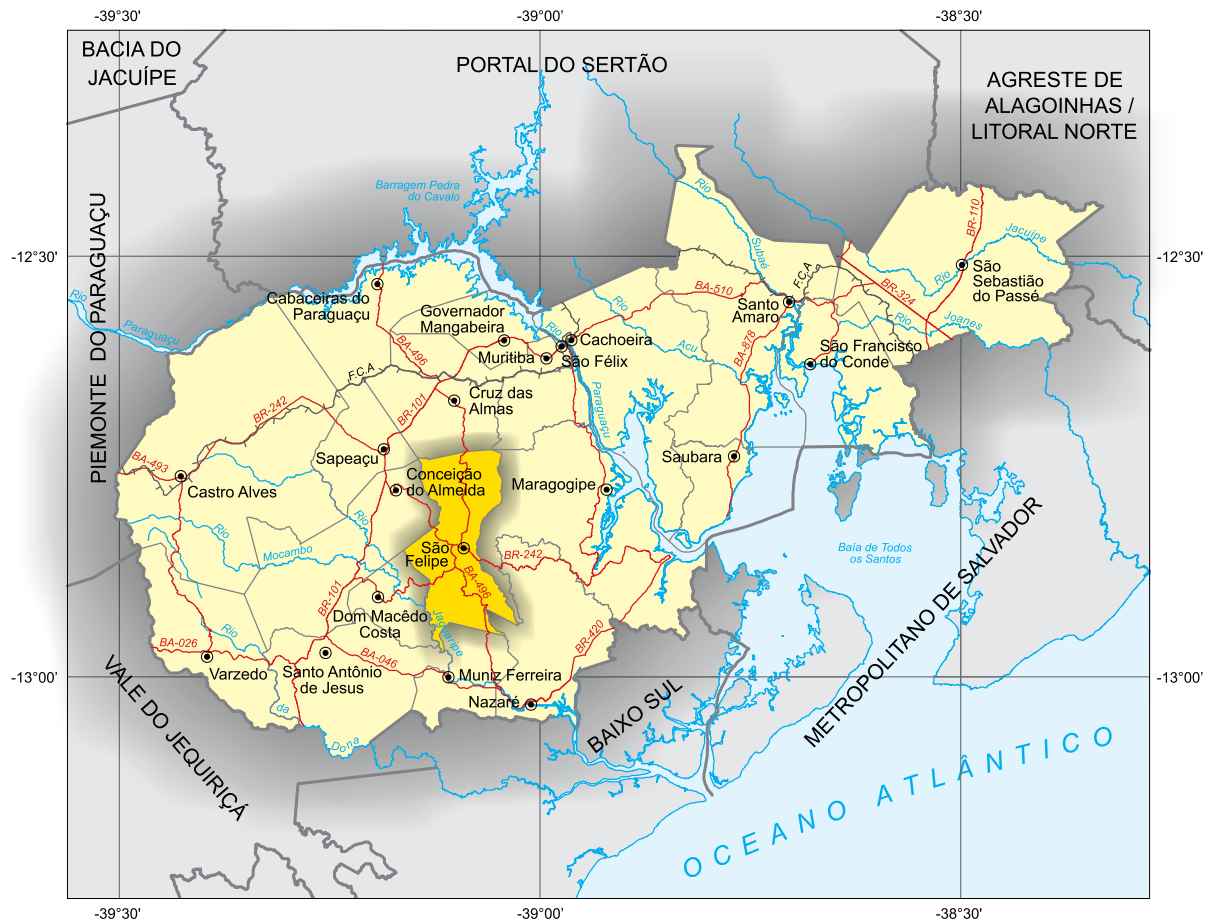 -39°30'
-39°00'
-38°30'
BACIA DO
JACUÍPE
PORTAL DO SERTÃO
AGRESTE DE
ALAGOINHAS /
LITORAL NORTE
PIEMONTE DO PARAGUAÇU
Barragem Pedra
do Cavalo
Rio
Subaé
BR-110
Jacuípe
Rio
-12°30'
-12°30'
São
Sebastião
do Passé
Cabaceiras do
Paraguaçu
Rio
Paraguaçu
Governador
Mangabeira
Rio
BA-510
Santo
Amaro
F.C.A
BR-324
Rio
Joanes
Rio
Açu
Cachoeira
Muritiba
São Félix
BA-878
São Francisco
do Conde
BA-496
F.C.A
BR-242
BR-101
Cruz das
Almas
Paraguaçu
Sapeaçu
Saubara
BA-493
Castro Alves
Conceição
do Almeida
Maragogipe
Rio
Mocambo
Rio
São
Felipe
BR-242
Baía de Todos
os Santos
BA-496
BR-101
Dom Macêdo
Costa
Jaguaripe
BR-420
Rio
BA-026
Varzedo
Santo Antônio
de Jesus
BA-046
Muniz Ferreira
Nazaré
-13°00'
da
Dona
VALE DO JEQUIRIÇÁ
BAIXO SUL
METROPOLITANO DE SALVADOR
OCEANO ATLÂNTICO
-39°30'
-39°00'
-38°30'
-13°00'